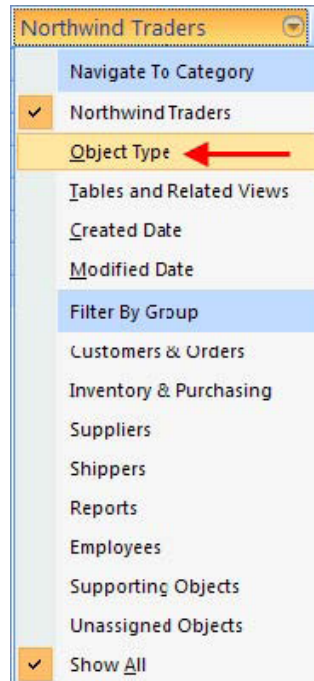 Northwind Traders
Navigate To Category
Northwind Traders
Object Type
Tables and Related Views
Created Date
Modified Date
Filter By Group
Customers & Orders
Inventory & Purchasing
Suppliers
Shippers
Reports
Employees
Supporting Objects
Unassigned Objects
Show All